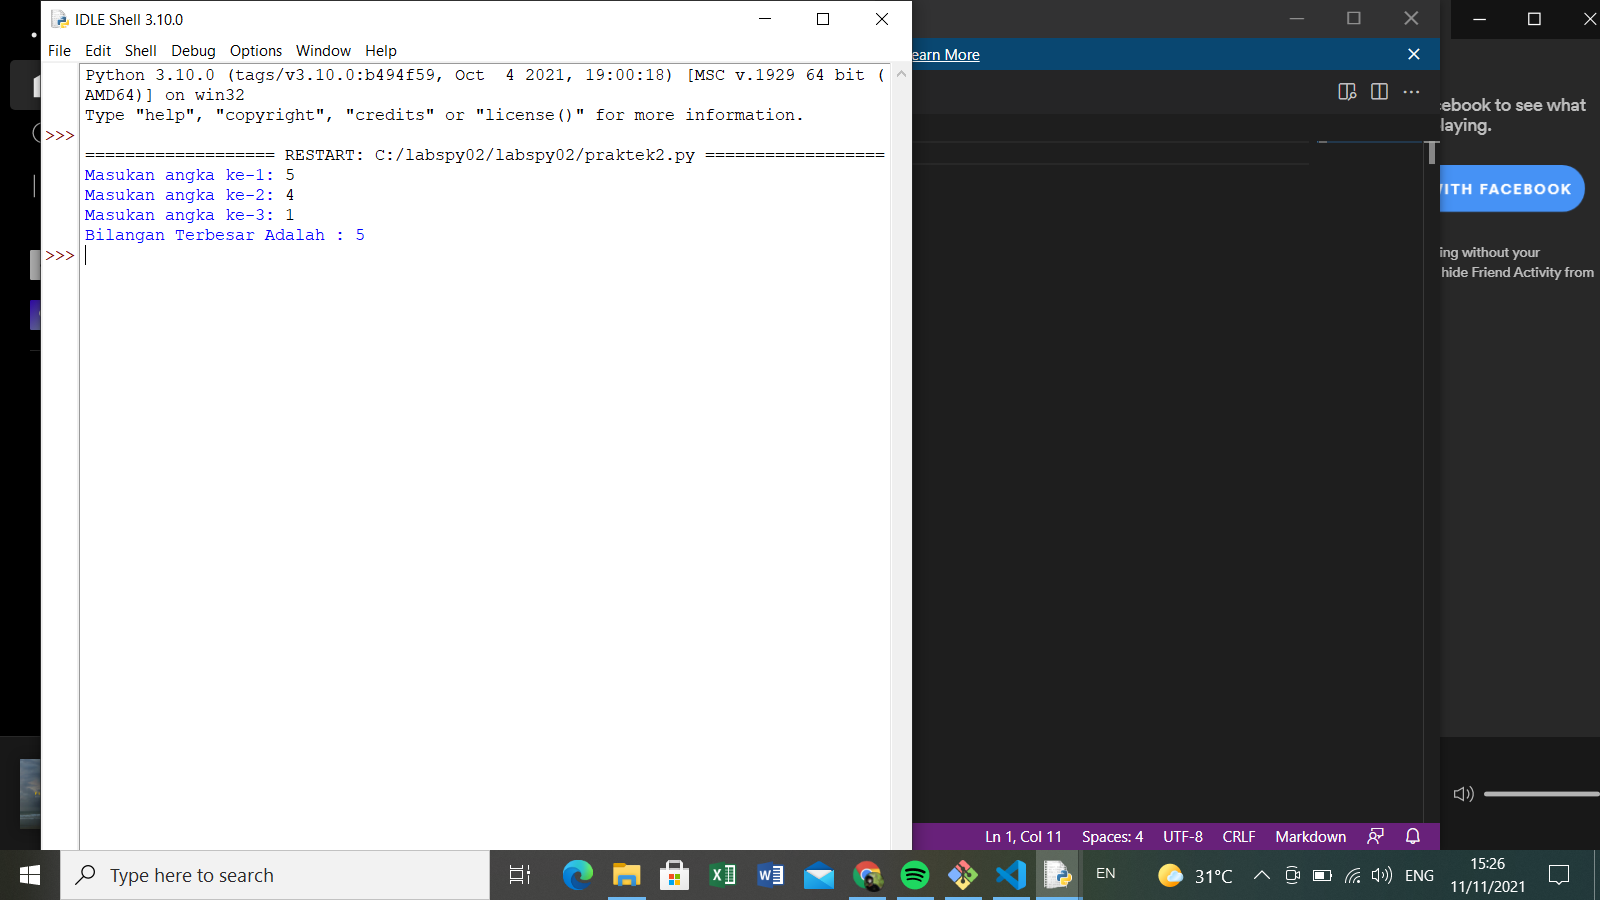 IDLE Shell 3.10.0
File Edit Shell Debug Options Window Help
Python 3.10.0 (tags/v3.10.0:b494f59, Oct  4 2021, 19:00:18) [MSC v.1929 64 bit (
AMD64)] on win32
Type "help", "copyright", "credits" or "license()" for more information.
>>>
=================== RESTART: C:/labspy02/labspy02/praktek2.py ==================
Masukan angka ke-1: 5
Masukan angka ke-2: 4
Masukan angka ke-3: 1
Bilangan Terbesar Adalah : 5
>>>
earn More
cebook to see what
laying.
WITH FACEBOOK
ing without your
hide Friend Activity from
Ln 1, Col 11 Spaces: 4 UTF-8 CRLF Markdown
Type here to search
EN
31°C
ENG
15:26
11/11/2021